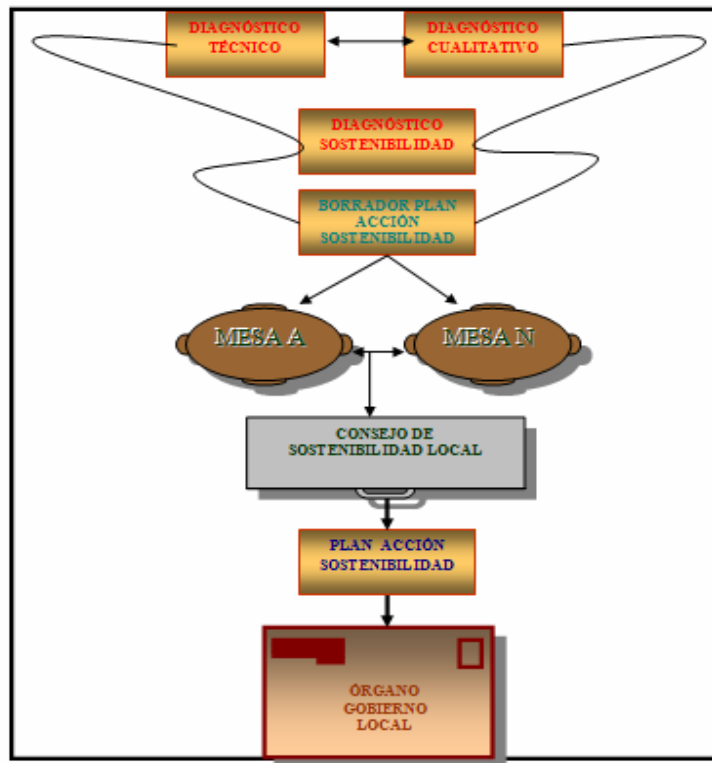 DIAGNÓSTICO
TÉCNICO
DIAGNÓSTICO
CUALITATIVO
DIAGNÓSTICO
SOSTENIBILIDAD
BORRADOR PLAN
ACCIÓN
SOSTENIBILIDAD
MESA A
MESA N
CONSEJO DE
SOSTENIBILIDAD LOCAL
PLAN ACCIÓN
SOSTENIBILIDAD
ÓRGANO
GOBIERNO
LOCAL